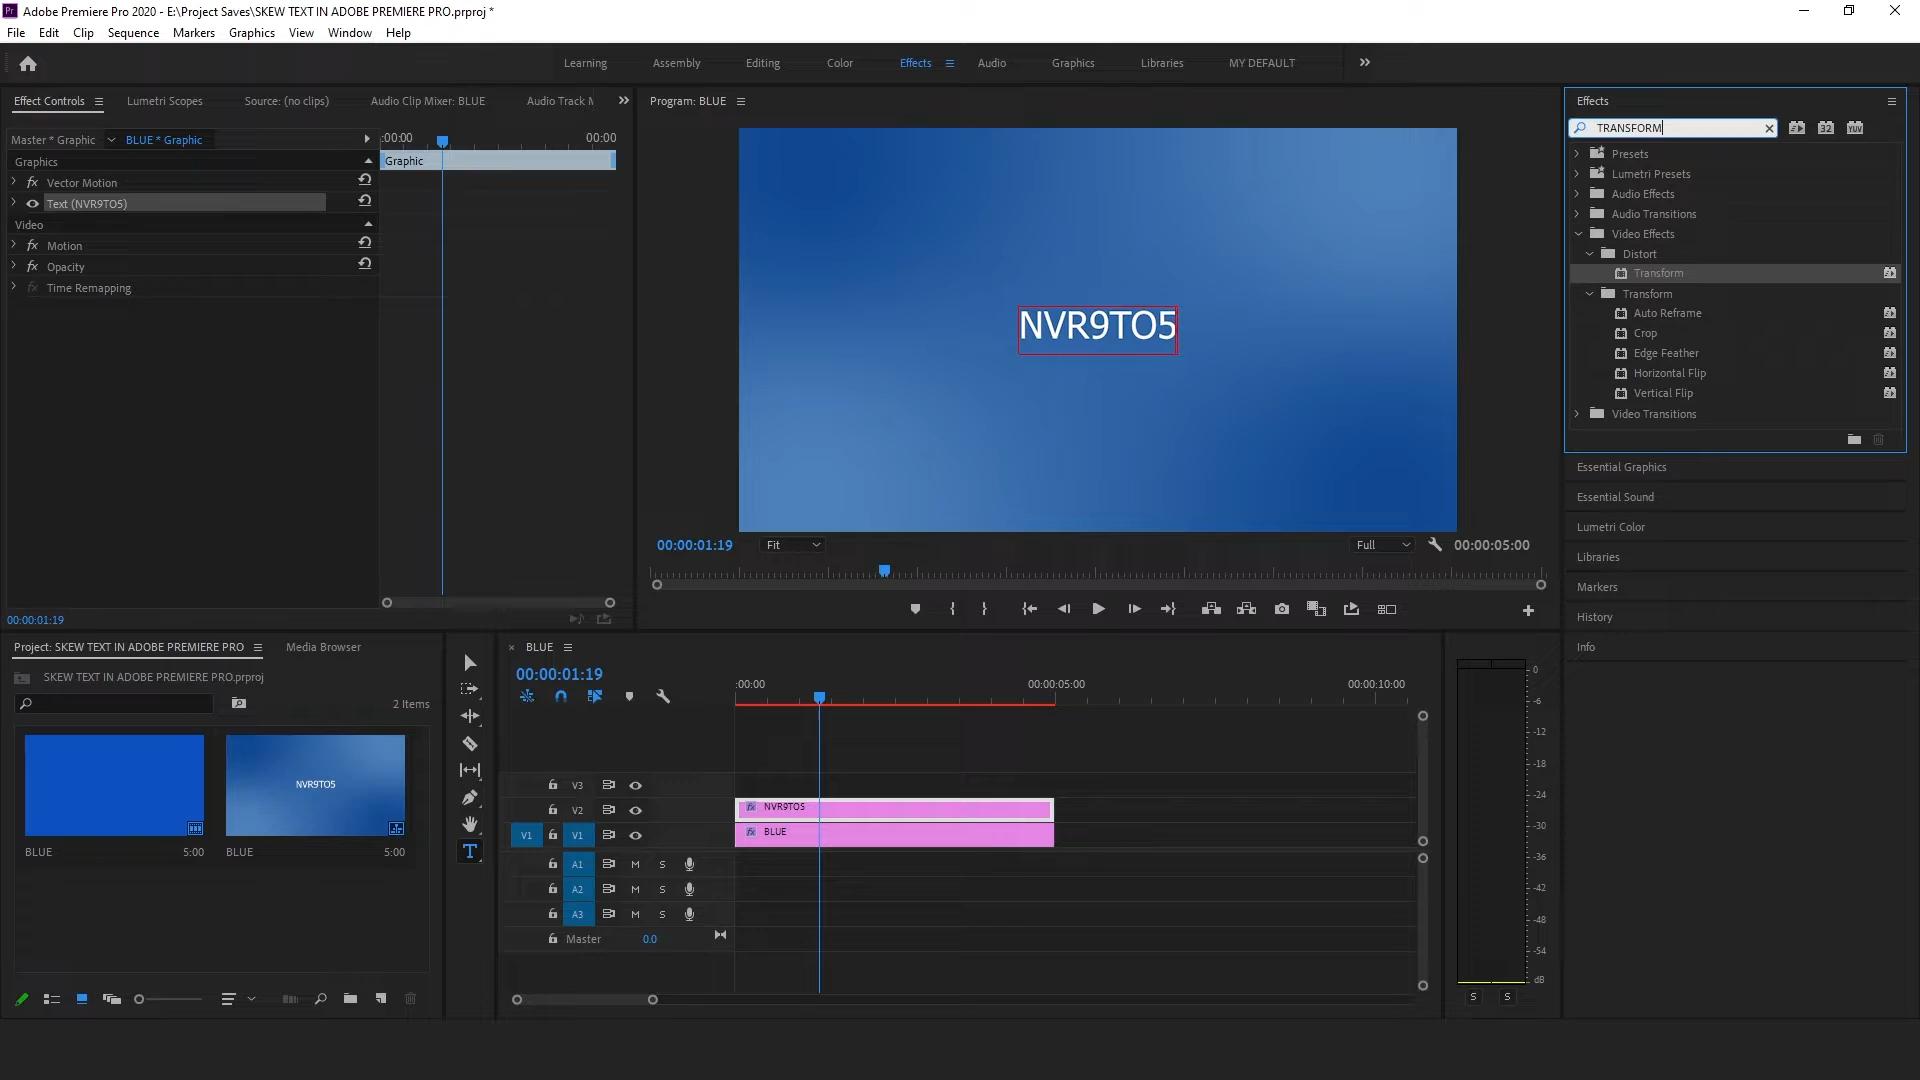 Adobe Premiere Pro 2020 - E:\Project Saves\SKEW TEXT IN ADOBE PREMIERE PRO.prproj *
File Edit Clip Sequence Markers Graphics View Window Help
Learning Assembly Editing Color Effects Audio Graphics Libraries MY DEFAULT
Effect Controls Lumetri Scopes Source: (no clips) Audio Clip Mixer: BLUE Audio Track M
Master * Graphic BLUE * Graphic
:00:00 00:00
Graphics
Graphic
Vector Motion
Text (NVR9TO5)
Video
Motion
Opacity
Time Remapping
00:00:01:19
Program: BLUE
NVR9TO5
00:00:01:19 Fit Full 00:00:05:00
Effects
TRANSFORM
32 YUV
Presets
Lumetri Presets
Audio Effects
Audio Transitions
Video Effects
Distort
Transform
Transform
Auto Reframe
Crop
Edge Feather
Horizontal Flip
Vertical Flip
Video Transitions
Essential Graphics
Essential Sound
Lumetri Color
Libraries
Markers
History
Info
Project: SKEW TEXT IN ADOBE PREMIERE PRO Media Browser
SKEW TEXT IN ADOBE PREMIERE PRO.prproj
2 Items
NVR9TO5
BLUE 5:00
BLUE 5:00
BLUE
00:00:01:19
:00:00 00:00:05:00 00:00:10:00
V3
V2 NVR9TO5
V1 V1 BLUE
A1 M S
A2 M S
A3 M S
Master 0.0
0
-6
-12
-18
-24
-30
-36
-42
-48
-54
dB
S S